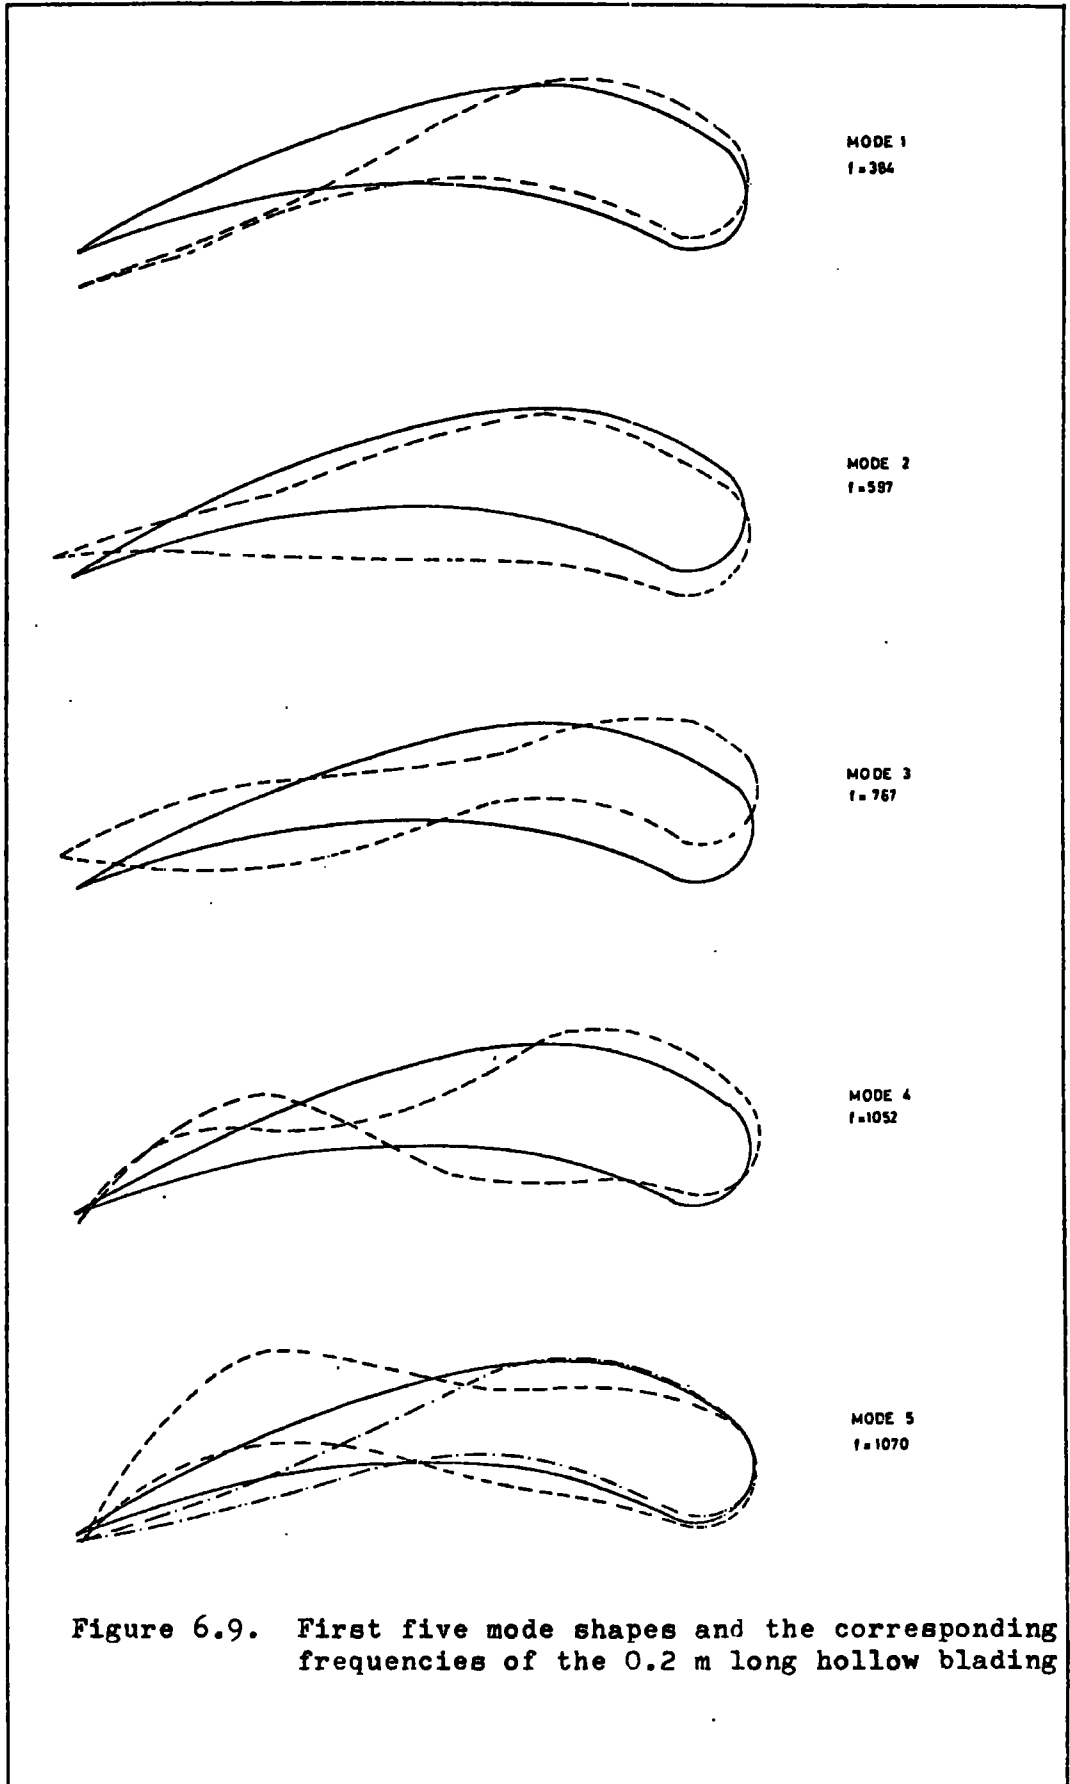 MODE 1
f=384
MODE 2
f=597
MODE 3
f=767
MODE 4
f=1052
MODE 5
f=1070
Figure 6.9. First five mode shapes and the corresponding
frequencies of the 0.2 m long hollow blading